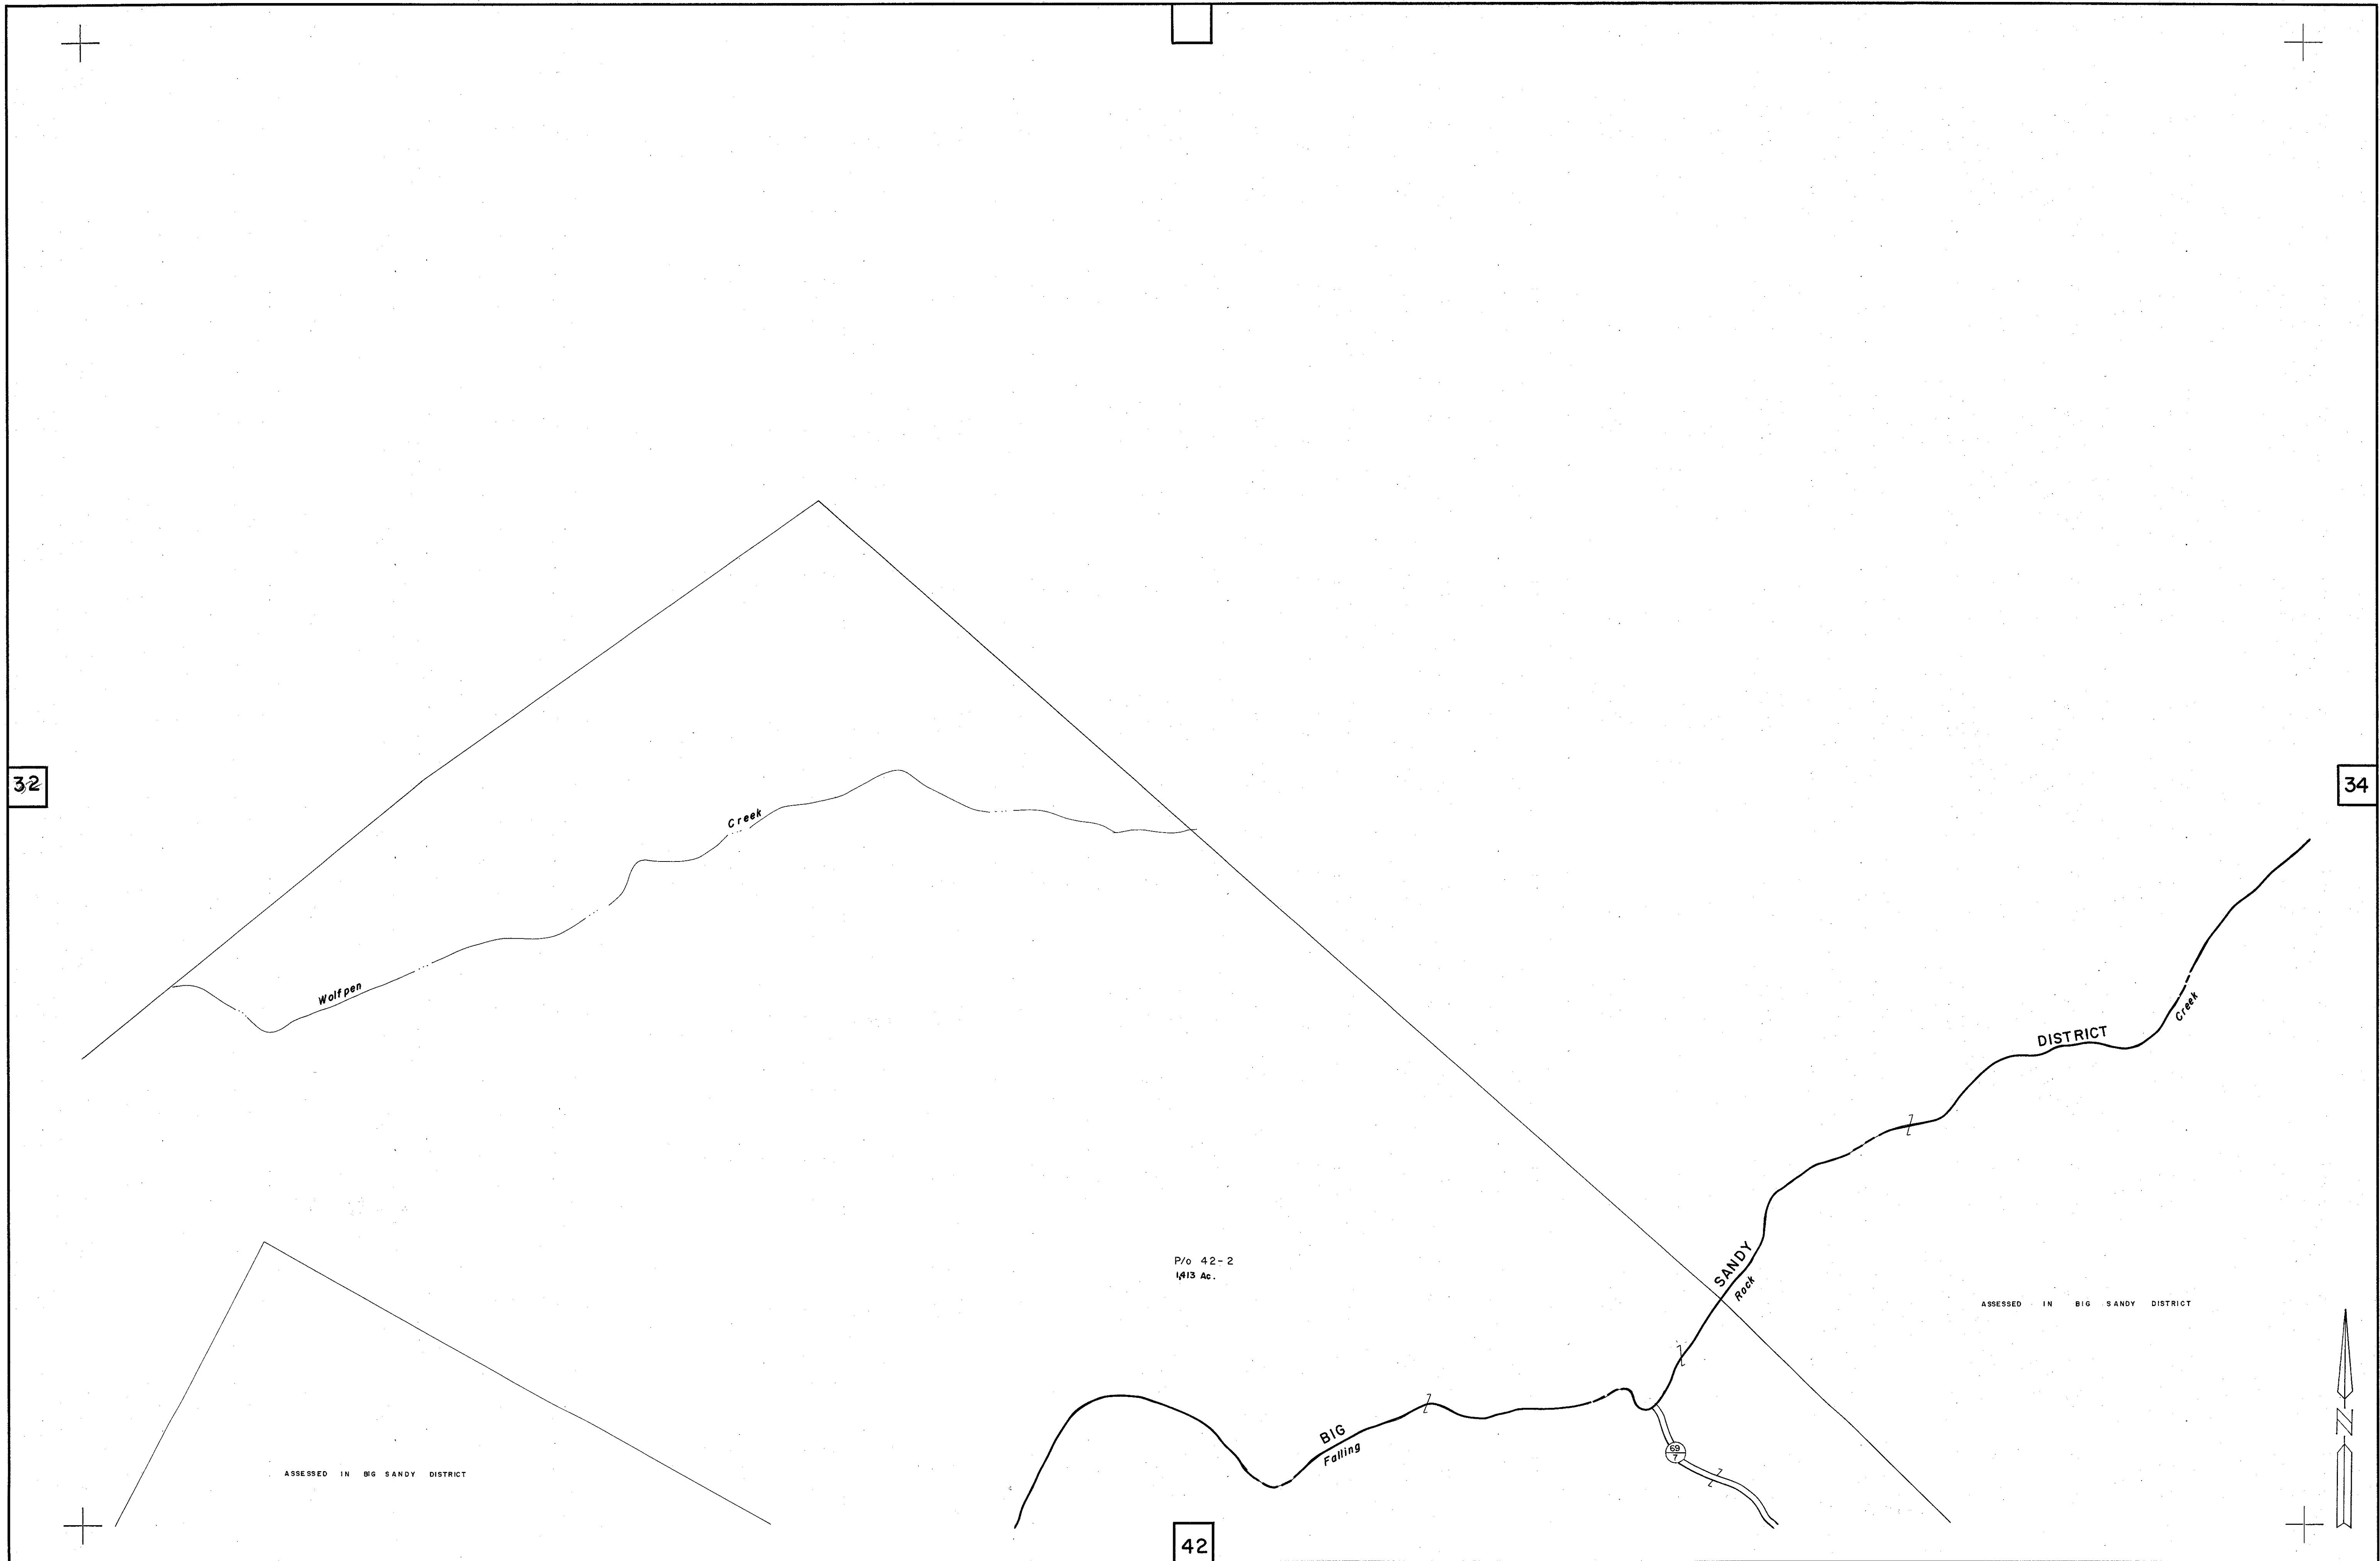 32
34
Creek
Wolfpen
Creek
DISTRICT
SANDY
Rock
P/o 42-2
1,413 Ac.
ASSESSED IN BIG SANDY DISTRICT
BIG
Falling
69
7
N
ASSESSED IN BIG SANDY DISTRICT
42